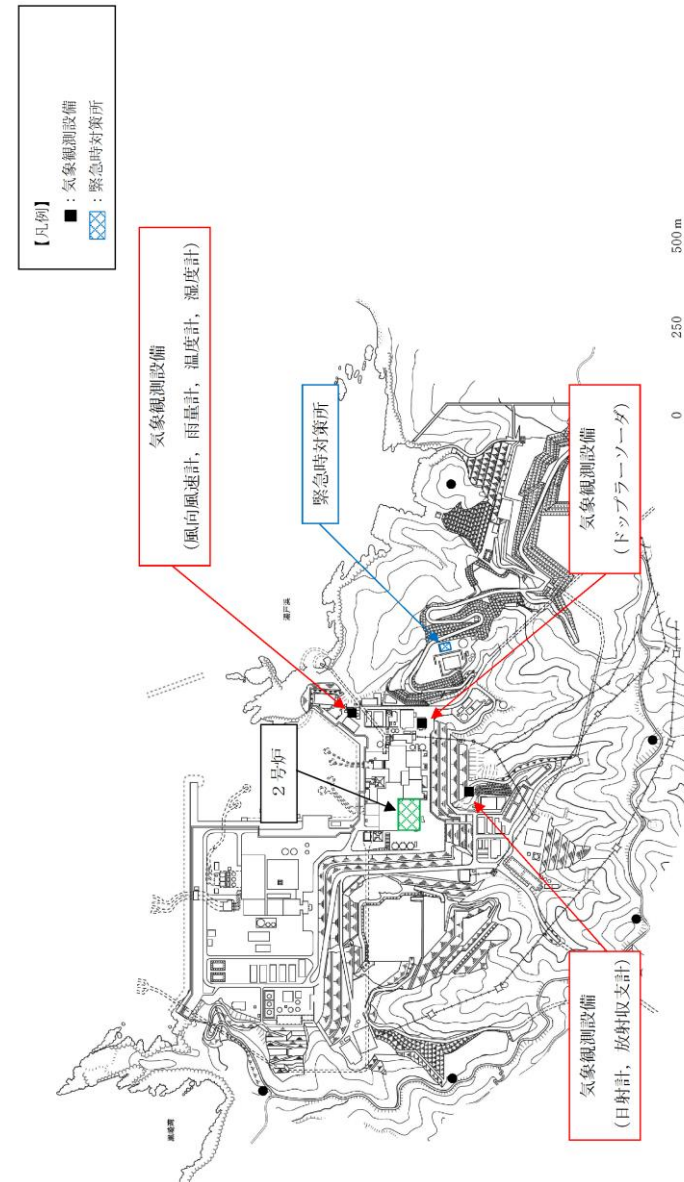 【凡例】
■：気象観測設備
：緊急時対策所
気象観測設備
（風向風速計，雨量計，温度計，湿度計）
緊急時対策所
2号炉
気象観測設備
（ドップラーソーダ）
気象観測設備
（日射計，放射収支計）
0 250 500 m